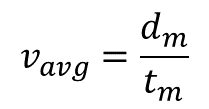 v_avg = d_m / t_m